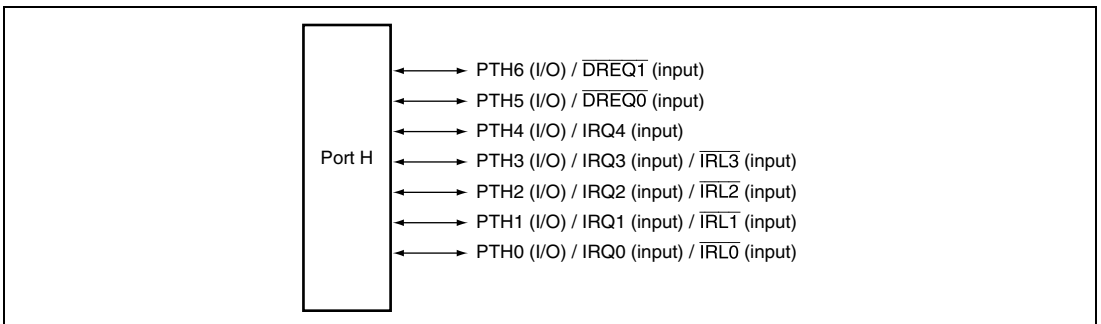 PTH6 (I/O) / DREQ1 (input)
PTH5 (I/O) / DREQ0 (input)
PTH4 (I/O) / IRQ4 (input)
Port H
PTH3 (I/O) / IRQ3 (input) / IRL3 (input)
PTH2 (I/O) / IRQ2 (input) / IRL2 (input)
PTH1 (I/O) / IRQ1 (input) / IRL1 (input)
PTH0 (I/O) / IRQ0 (input) / IRL0 (input)